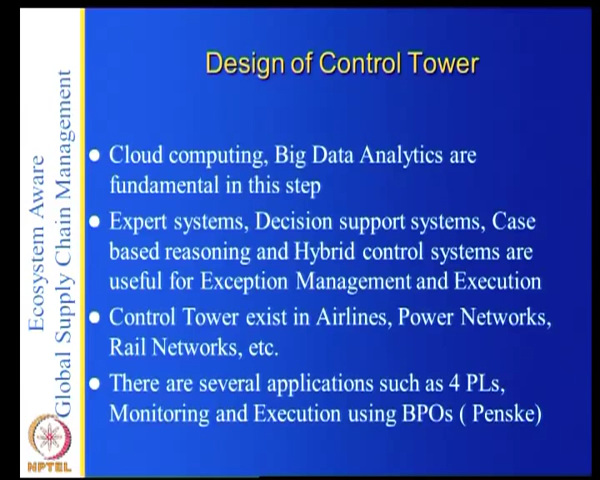 Design of Control Tower
Ecosystem Aware
Global Supply Chain Management
● Cloud computing, Big Data Analytics are
fundamental in this step
● Expert systems, Decision support systems, Case
based reasoning and Hybrid control systems are
useful for Exception Management and Execution
● Control Tower exist in Airlines, Power Networks,
Rail Networks, etc.
● There are several applications such as 4 PLs,
Monitoring and Execution using BPOs ( Penske)
NPTEL